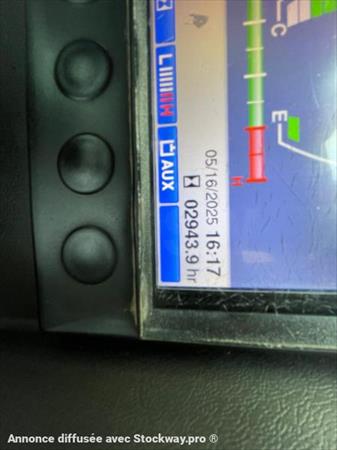 05/16/2025 16:17
02943.9 hr
H
C
E
L H
AUX
Annonce diffusée avec Stockway.pro ®